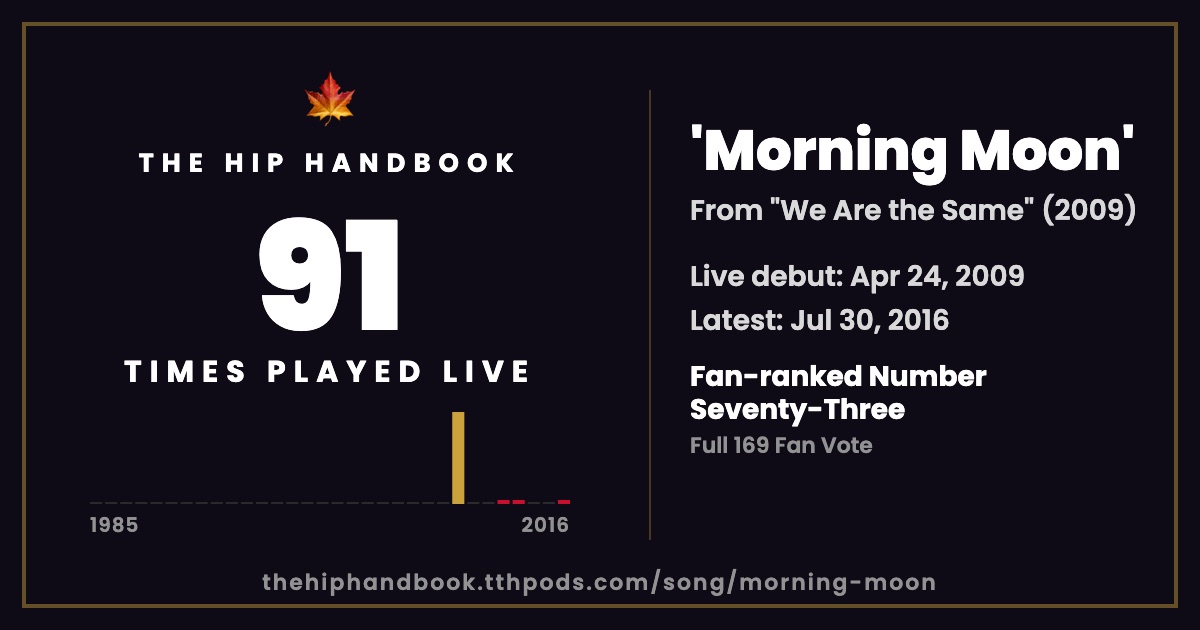 THE HIP HANDBOOK
91
TIMES PLAYED LIVE
1985
2016
'Morning Moon'
From "We Are the Same" (2009)
Live debut: Apr 24, 2009
Latest: Jul 30, 2016
Fan-ranked Number
Seventy-Three
Full 169 Fan Vote
thehiphandbook.tthpods.com/song/morning-moon